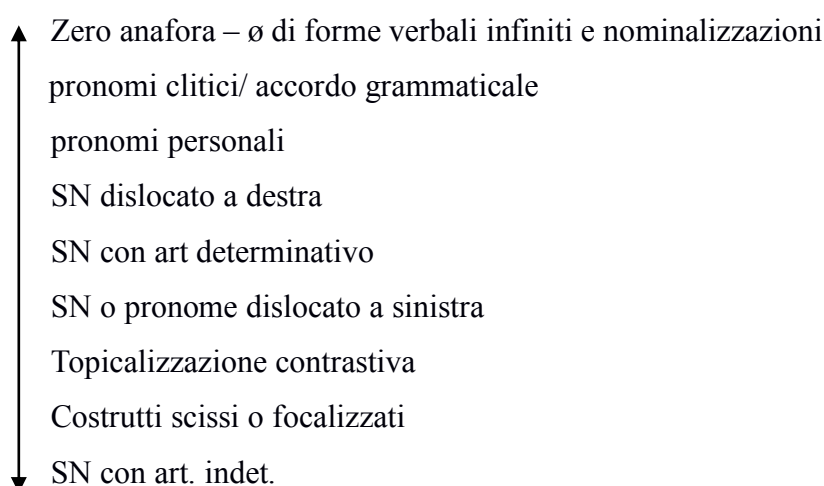 Zero anafora – ø di forme verbali infiniti e nominalizzazioni
pronomi clitici/ accordo grammaticale
pronomi personali
SN dislocato a destra
SN con art determinativo
SN o pronome dislocato a sinistra
Topicalizzazione contrastiva
Costrutti scissi o focalizzati
SN con art. indet.